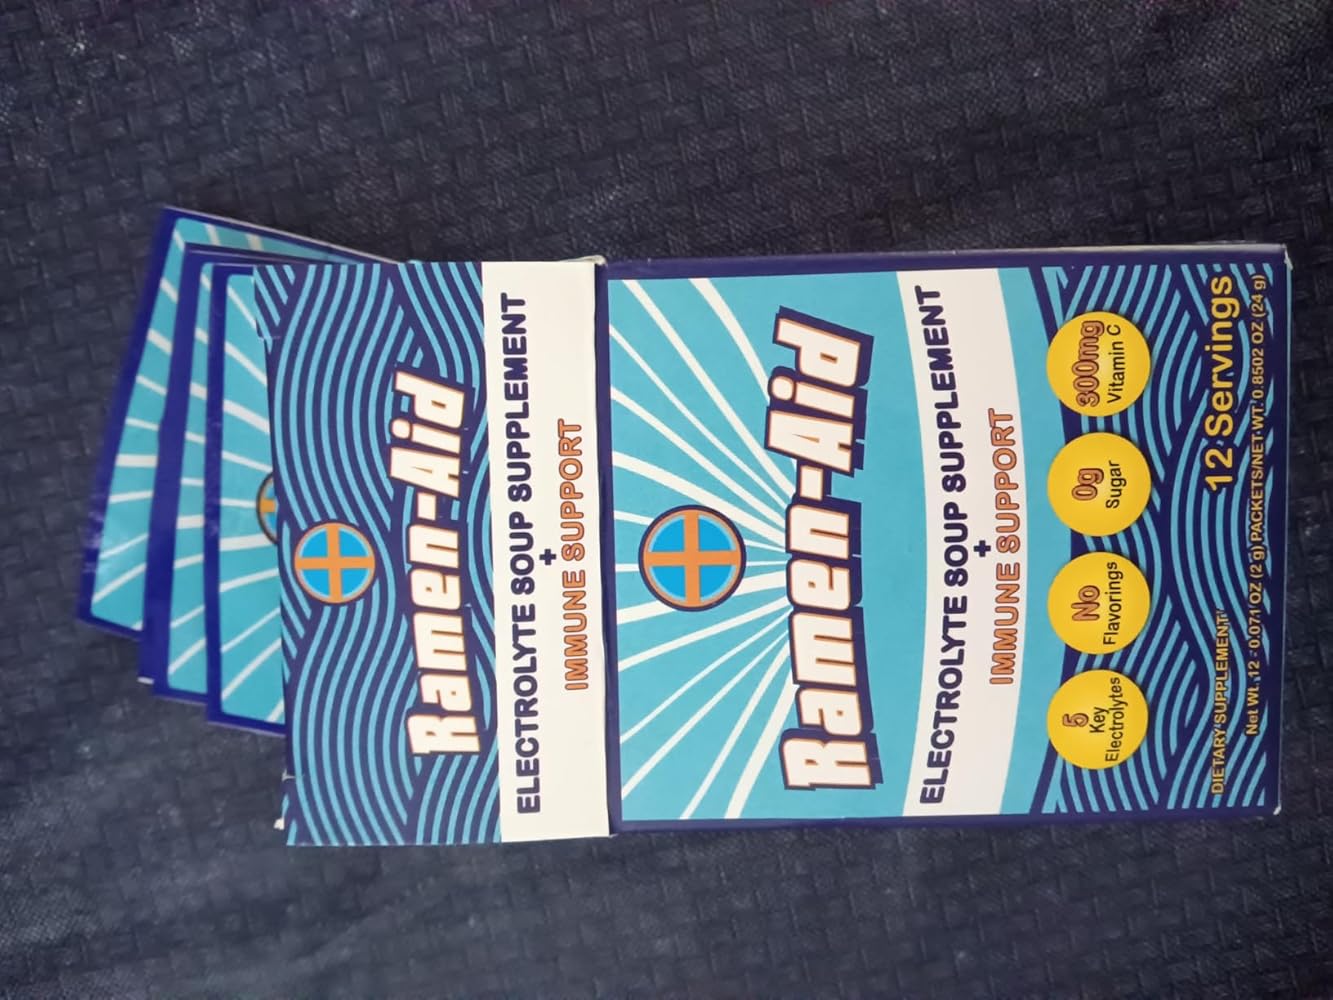 Ramen-Aid
ELECTROLYTE SOUP SUPPLEMENT
+
IMMUNE SUPPORT
Ramen-Aid
ELECTROLYTE SOUP SUPPLEMENT
+
IMMUNE SUPPORT
5
Key
Electrolytes
No
Flavorings
0g
Sugar
300mg
Vitamin C
12 Servings
DIETARY SUPPLEMENT
Net Wt. 12 - 0.071 OZ (2 g) PACKETS/NET WT. 0.8502 OZ (24 g)